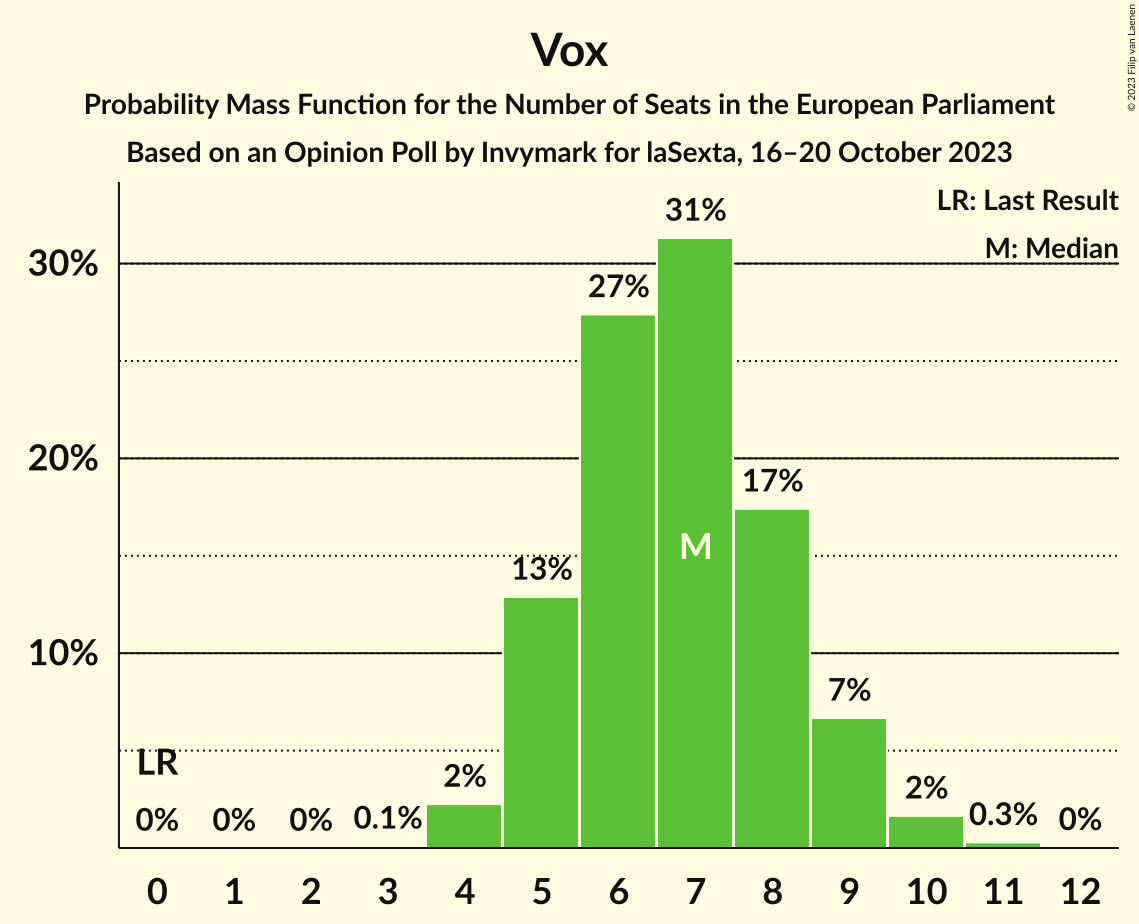 Vox
Probability Mass Function for the Number of Seats in the European Parliament
Based on an Opinion Poll by Invymark for laSexta, 16–20 October 2023
© 2023 Filip van Laenen
LR: Last Result
M: Median
30%
20%
10%
LR
0%
0%
0%
0.1%
2%
13%
27%
31%
M
17%
7%
2%
0.3%
0%
0 1 2 3 4 5 6 7 8 9 10 11 12